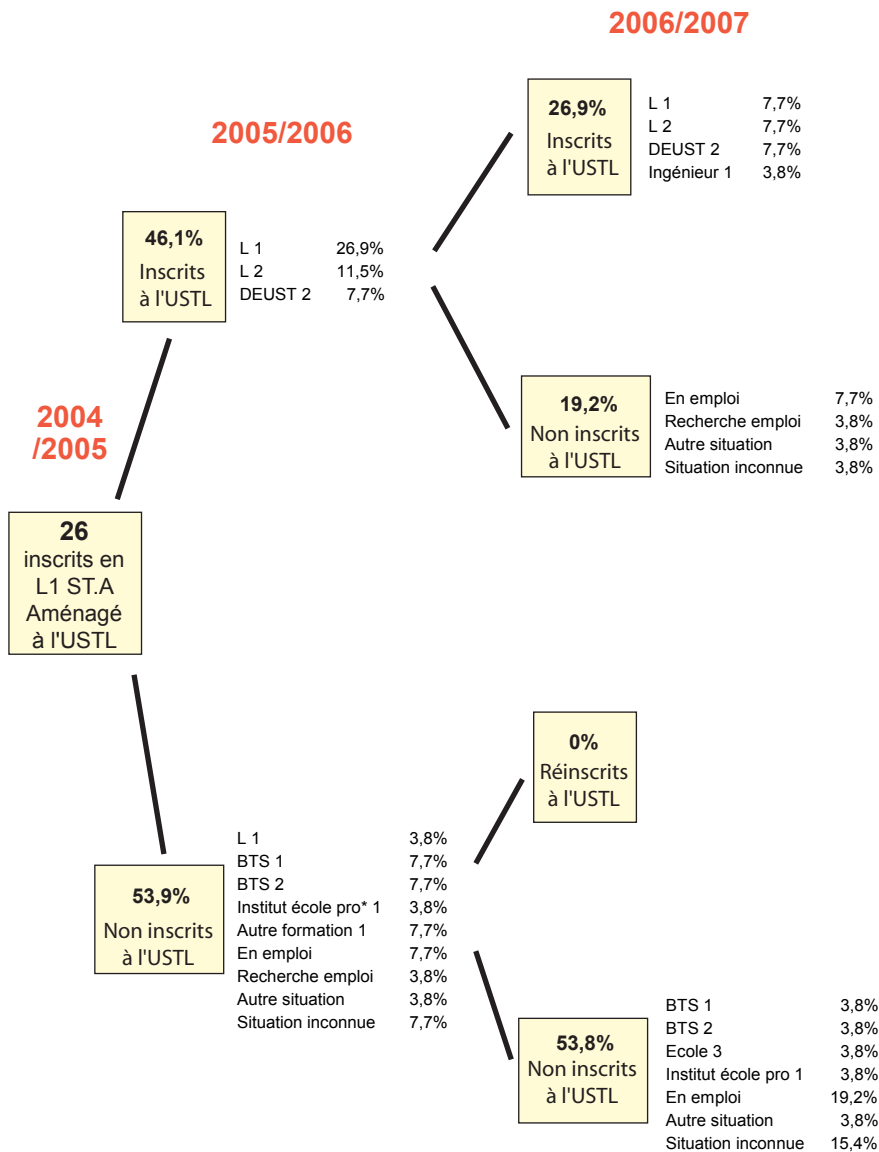 2006/2007
26,9%
Inscrits
à l'USTL
L 1 7,7%
L 2 7,7%
DEUST 2 7,7%
Ingénieur 1 3,8%
2005/2006
46,1%
Inscrits
à l'USTL
L 1 26,9%
L 2 11,5%
DEUST 2 7,7%
19,2%
Non inscrits
à l'USTL
En emploi 7,7%
Recherche emploi 3,8%
Autre situation 3,8%
Situation inconnue 3,8%
2004
/2005
26
inscrits en
L1 ST.A
Aménagé
à l'USTL
0%
Réinscrits
à l'USTL
53,9%
Non inscrits
à l'USTL
L 1 3,8%
BTS 1 7,7%
BTS 2 7,7%
Institut école pro* 1 3,8%
Autre formation 1 7,7%
En emploi 7,7%
Recherche emploi 3,8%
Autre situation 3,8%
Situation inconnue 7,7%
53,8%
Non inscrits
à l'USTL
BTS 1 3,8%
BTS 2 3,8%
Ecole 3 3,8%
Institut école pro 1 3,8%
En emploi 19,2%
Autre situation 3,8%
Situation inconnue 15,4%